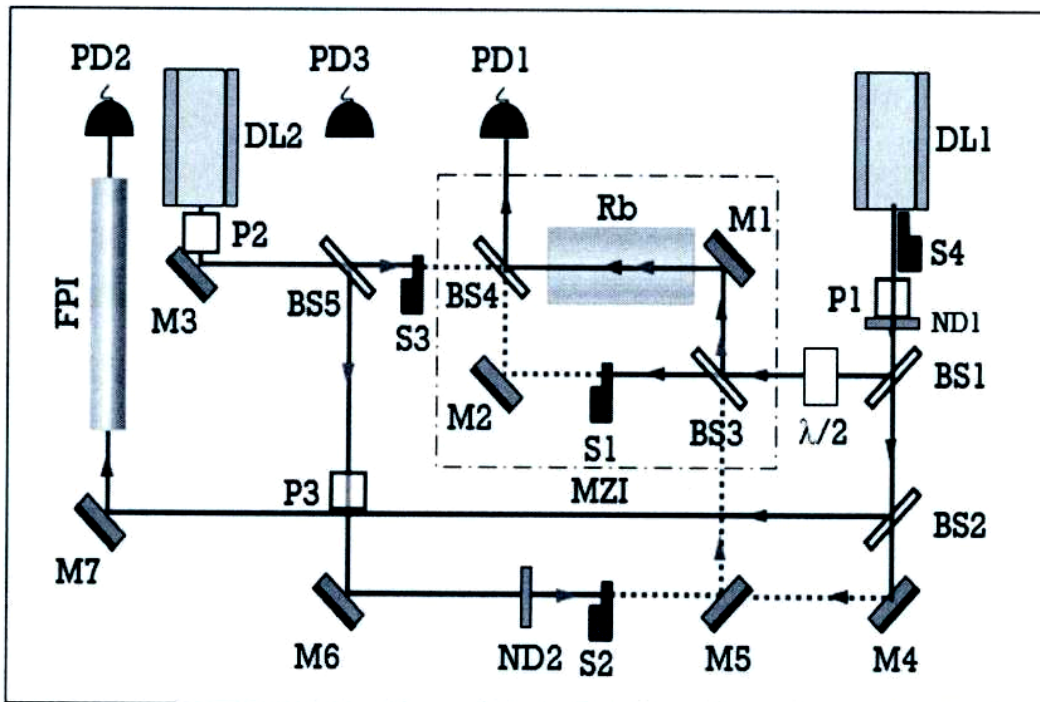 PD2
PD3
PD1
DL2
DL1
Rb
M1
P2
S4
FPI
M3
BS5
S3
BS4
P1
ND1
BS1
M2
S1
BS3
λ/2
P3
MZI
BS2
M7
M6
ND2
S2
M5
M4